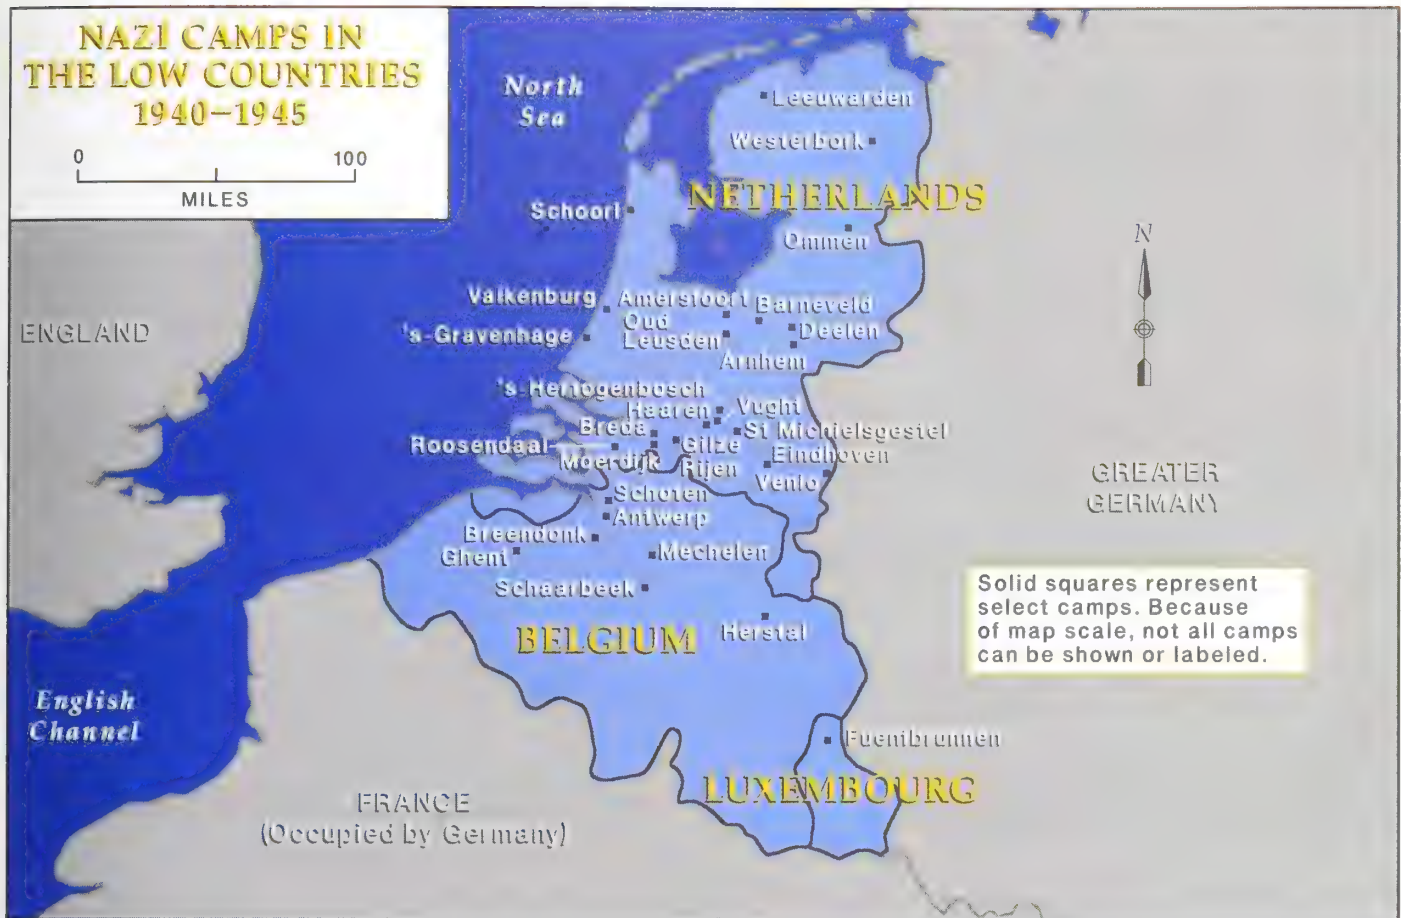 NAZI CAMPS IN
THE LOW COUNTRIES
1940–1945
0 100
MILES
North
Sea
Leeuwarden
Westerbork
NETHERLANDS
Schoorl
Ommen
N
Valkenburg
Amersfoort
Barneveld
ENGLAND
's-Gravenhage
Oud
Leusden
Deelen
Arnhem
's-Hertogenbosch
Haaren
Vught
Breda
St Michielsgestel
Roosendaal
Gilze
Rijen
Eindhoven
Moerdijk
Venlo
GREATER
GERMANY
Schoten
Antwerp
Breendonk
Ghent
Mechelen
Schaarbeek
Solid squares represent
select camps. Because
of map scale, not all camps
can be shown or labeled.
BELGIUM
Herstal
English
Channel
Fuentbrunnen
LUXEMBOURG
FRANCE
(Occupied by Germany)